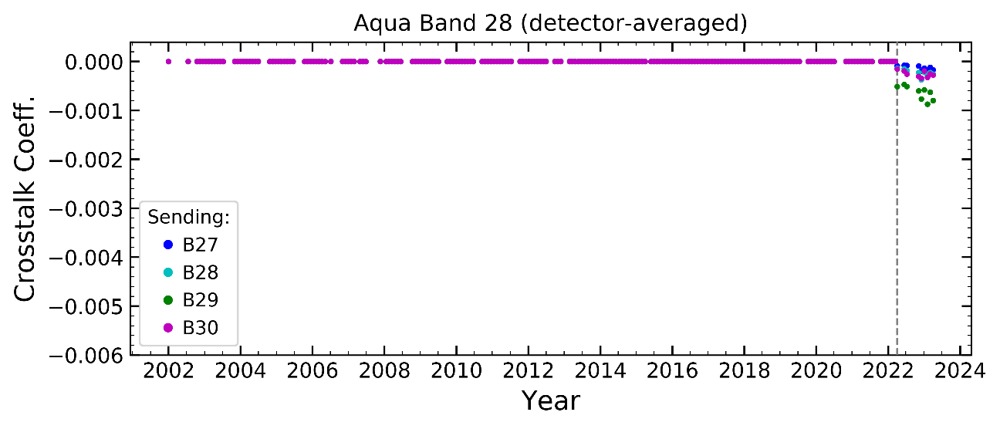 Aqua Band 28 (detector-averaged)
Crosstalk Coeff.
0.000
−0.001
−0.002
−0.003
−0.004
−0.005
−0.006
Sending:
B27
B28
B29
B30
2002 2004 2006 2008 2010 2012 2014 2016 2018 2020 2022 2024
Year